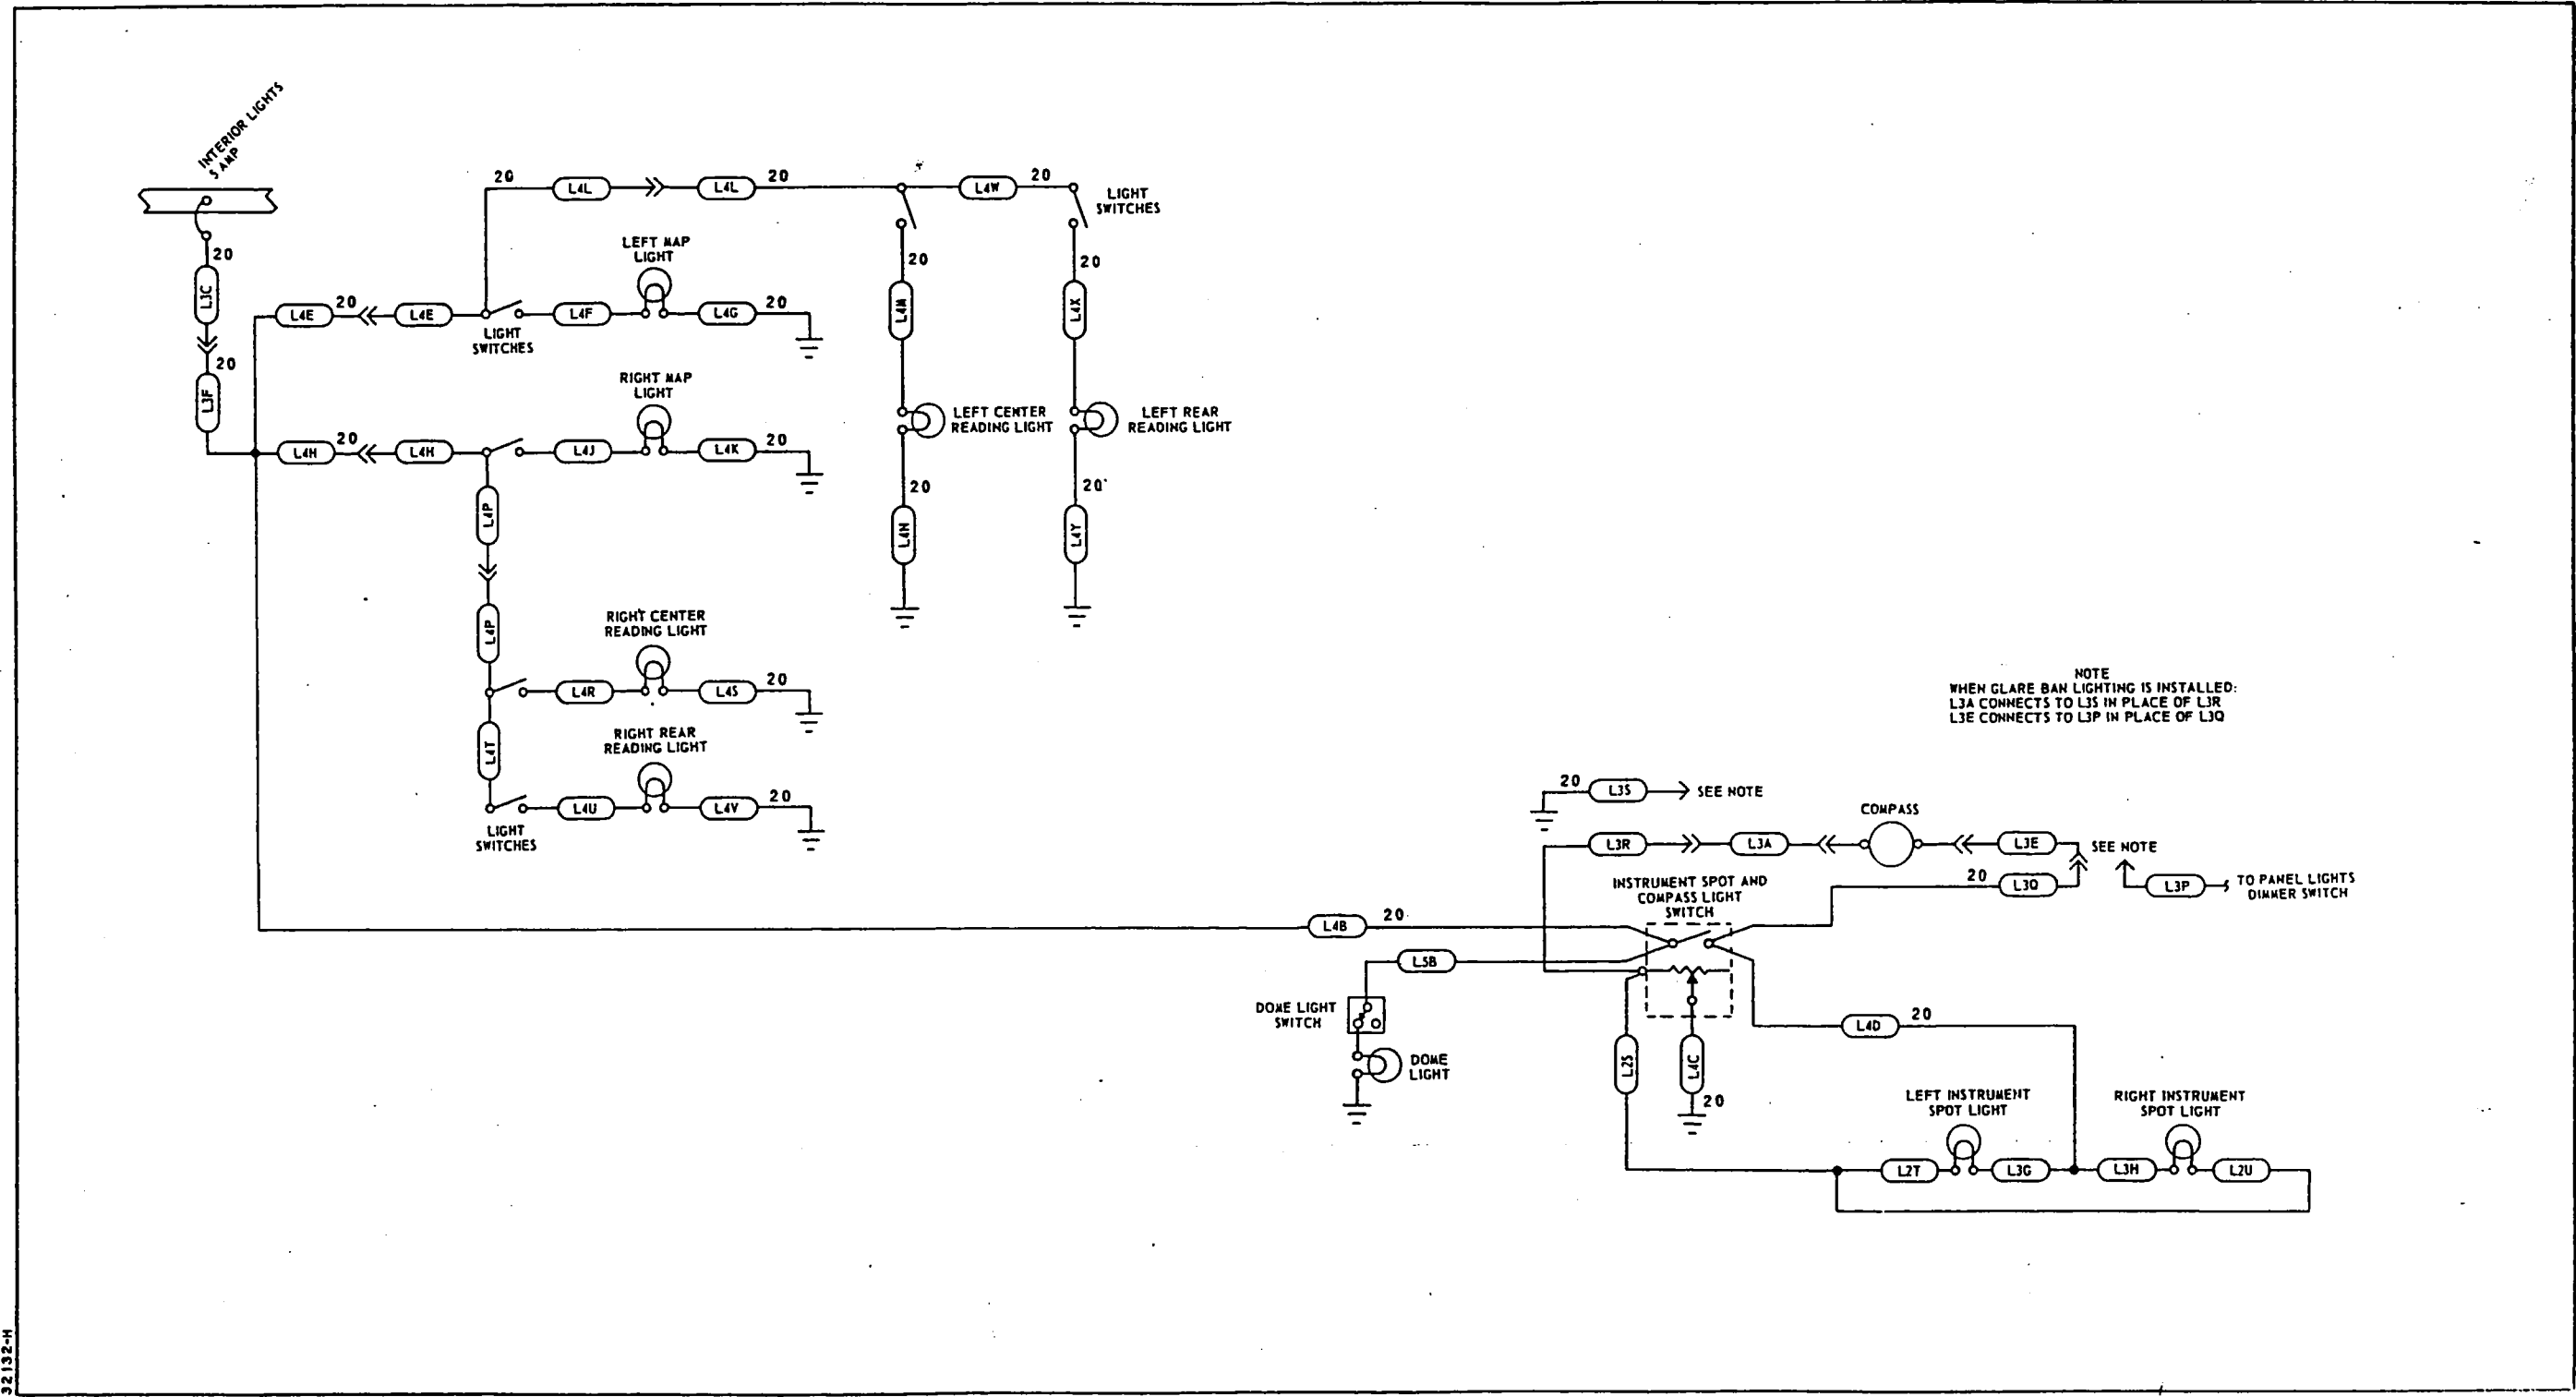 INTERIOR LIGHTS
5 AMP
20
L3C
20
L3F
20
L4L
L4L
20
L4W
20
LIGHT
SWITCHES
L4E
20
L4E
LIGHT
SWITCHES
LEFT MAP
LIGHT
L4F
L4G
20
L4H
20
L4H
RIGHT MAP
LIGHT
L4J
L4K
20
20
L4M
LEFT CENTER
READING LIGHT
20
L4N
20
L4X
LEFT REAR
READING LIGHT
20
L4Y
L4P
L4P
RIGHT CENTER
READING LIGHT
L4R
L4S
20
L4T
RIGHT REAR
READING LIGHT
L4U
L4V
20
LIGHT
SWITCHES
NOTE
WHEN GLARE BAN LIGHTING IS INSTALLED:
L3A CONNECTS TO L3S IN PLACE OF L3R
L3E CONNECTS TO L3P IN PLACE OF L3Q
20
L3S
SEE NOTE
L3R
L3A
COMPASS
L3E
SEE NOTE
20
L3Q
L3P
TO PANEL LIGHTS
DIMMER SWITCH
INSTRUMENT SPOT AND
COMPASS LIGHT
SWITCH
L4B
20
L5B
DOME LIGHT
SWITCH
DOME
LIGHT
L2S
L4C
20
L4D
20
LEFT INSTRUMENT
SPOT LIGHT
RIGHT INSTRUMENT
SPOT LIGHT
L2T
L3G
L3H
L2U
32132-H